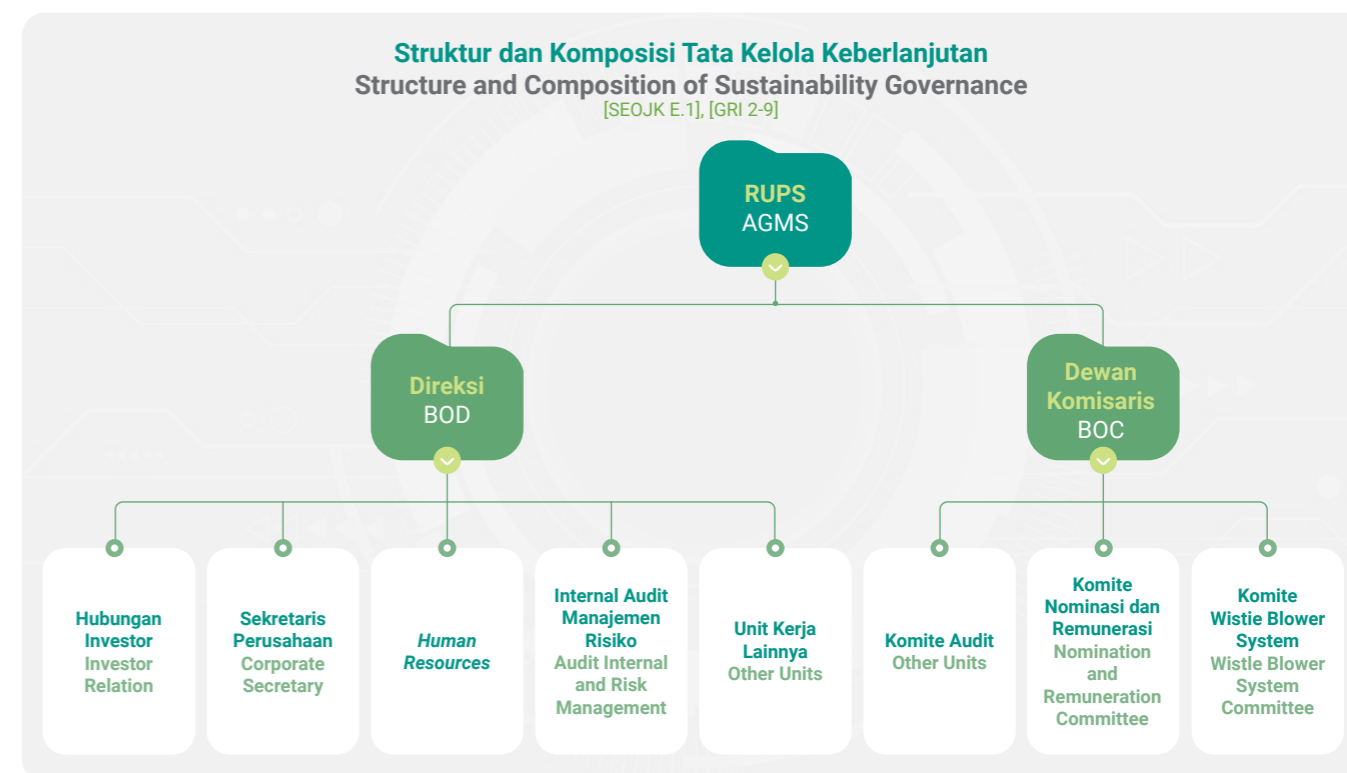 Struktur dan Komposisi Tata Kelola Keberlanjutan
Structure and Composition of Sustainability Governance
[SEOJK E.1], [GRI 2-9]
RUPS
AGMS
Direksi
BOD
Dewan
Komisaris
BOC
Hubungan
Investor
Investor
Relation
Sekretaris
Perusahaan
Corporate
Secretary
Human
Resources
Internal Audit
Manajemen
Risiko
Audit Internal
and Risk
Management
Unit Kerja
Lainnya
Other Units
Komite Audit
Other Units
Komite
Nominasi dan
Remunerasi
Nomination
and
Remuneration
Committee
Komite
Wistie Blower
System
Wistle Blower
System
Committee